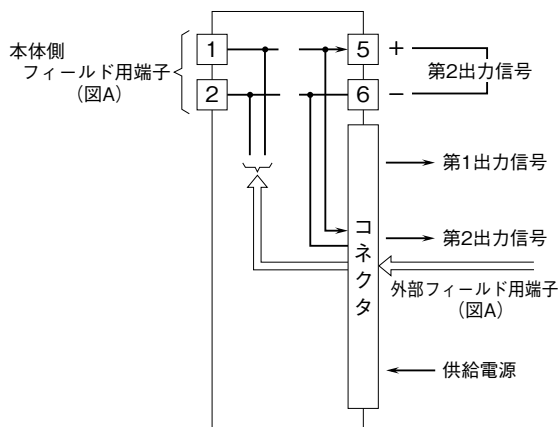 本体側
フィールド用端子
（図A）
1
2
5
+
6
−
第2出力信号
コネクタ
第1出力信号
第2出力信号
外部フィールド用端子
（図A）
供給電源